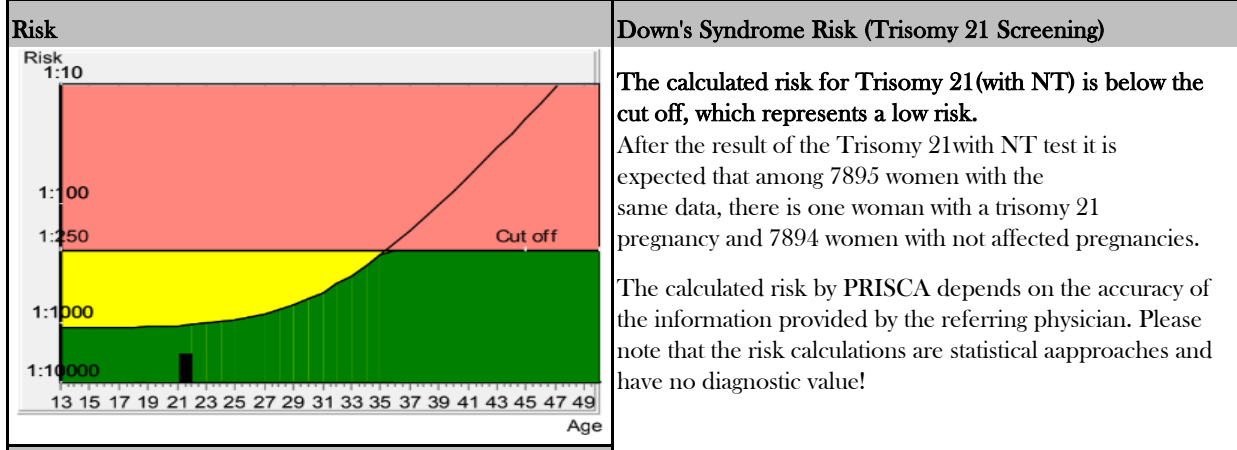 Risk
Risk
1:10
1:100
1:250
Cut off
1:1000
1:10000
13 15 17 19 21 23 25 27 29 31 33 35 37 39 41 43 45 47 49
Age
Down's Syndrome Risk (Trisomy 21 Screening)
The calculated risk for Trisomy 21(with NT) is below the
cut off, which represents a low risk.
After the result of the Trisomy 21with NT test it is
expected that among 7895 women with the
same data, there is one woman with a trisomy 21
pregnancy and 7894 women with not affected pregnancies.
The calculated risk by PRISCA depends on the accuracy of
the information provided by the referring physician. Please
note that the risk calculations are statistical aapproaches and
have no diagnostic value!